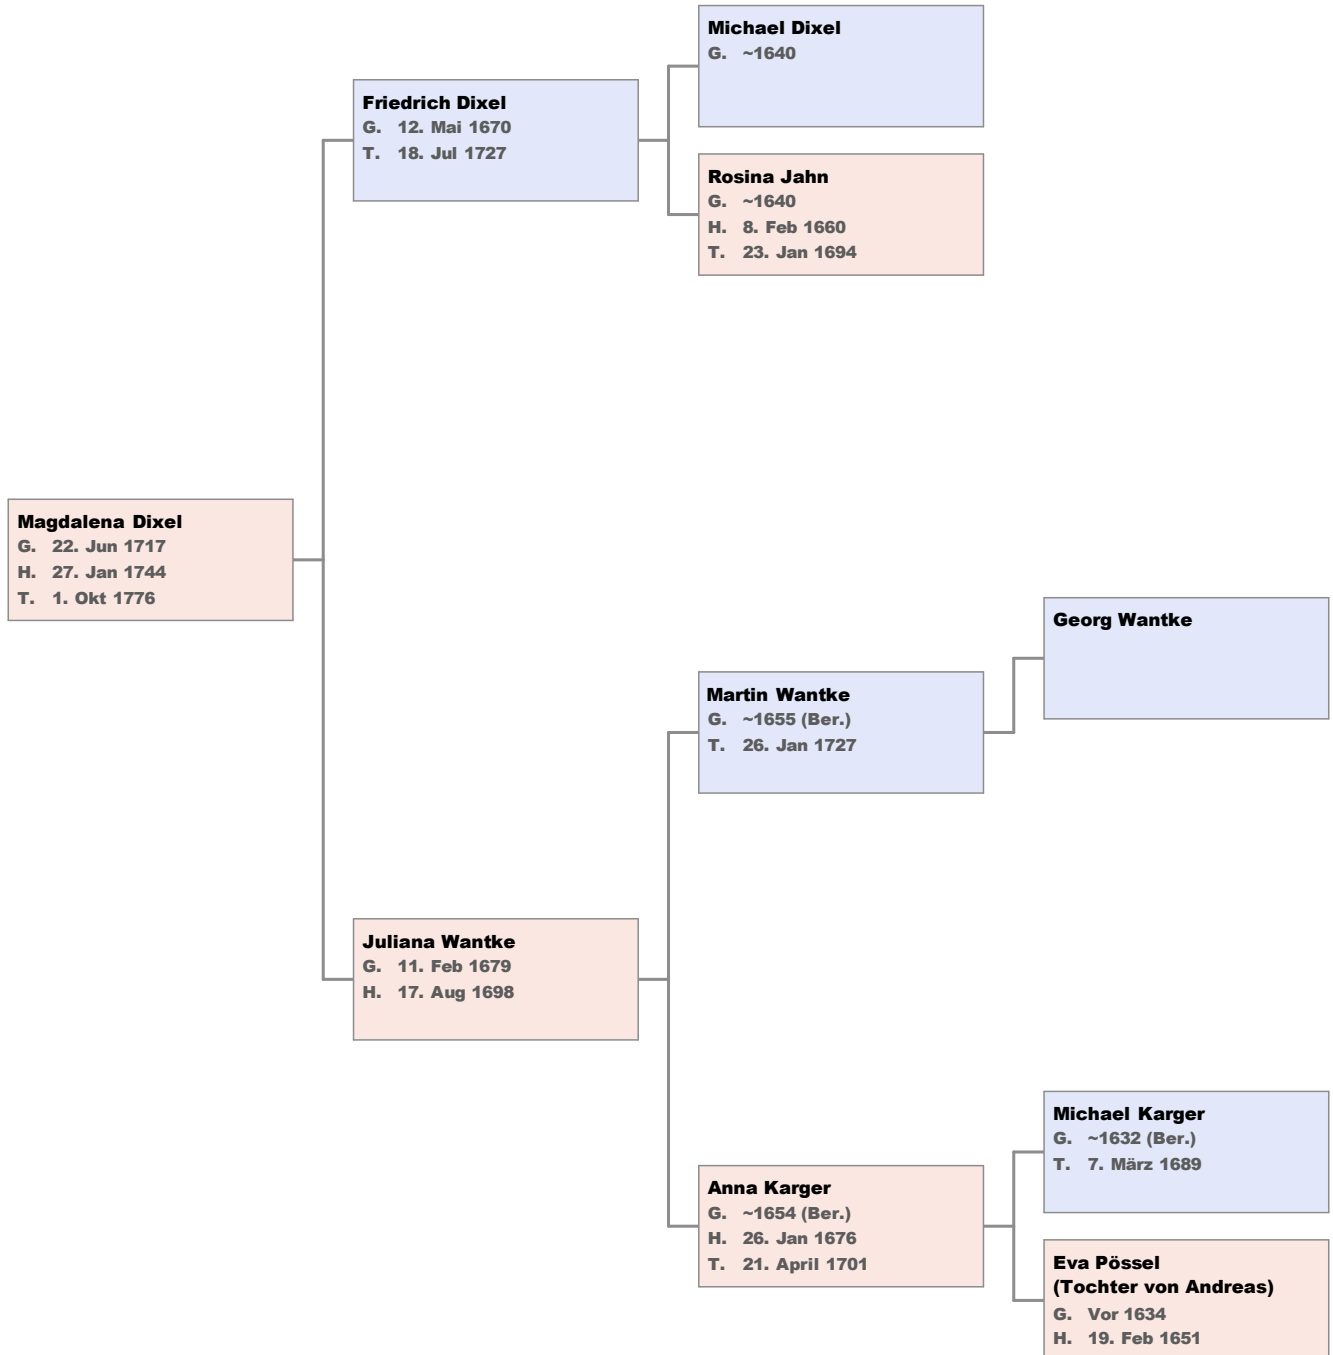 Michael Dixel
G. ~1640
Friedrich Dixel
G. 12. Mai 1670
T. 18. Jul 1727
Rosina Jahn
G. ~1640
H. 8. Feb 1660
T. 23. Jan 1694
Magdalena Dixel
G. 22. Jun 1717
H. 27. Jan 1744
T. 1. Okt 1776
Georg Wantke
Martin Wantke
G. ~1655 (Ber.)
T. 26. Jan 1727
Juliana Wantke
G. 11. Feb 1679
H. 17. Aug 1698
Michael Karger
G. ~1632 (Ber.)
T. 7. März 1689
Anna Karger
G. ~1654 (Ber.)
H. 26. Jan 1676
T. 21. April 1701
Eva Pössel
(Tochter von Andreas)
G. Vor 1634
H. 19. Feb 1651